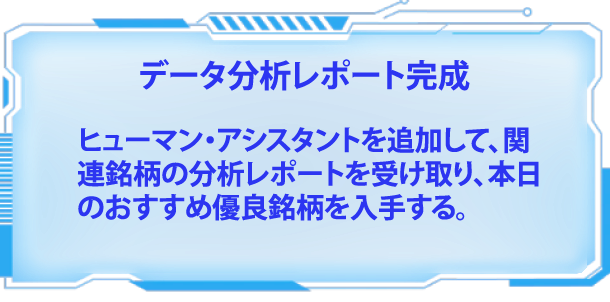 データ分析レポート完成
ヒューマン・アシスタントを追加して、関
連銘柄の分析レポートを受け取り、本日
のおすすめ優良銘柄を入手する。